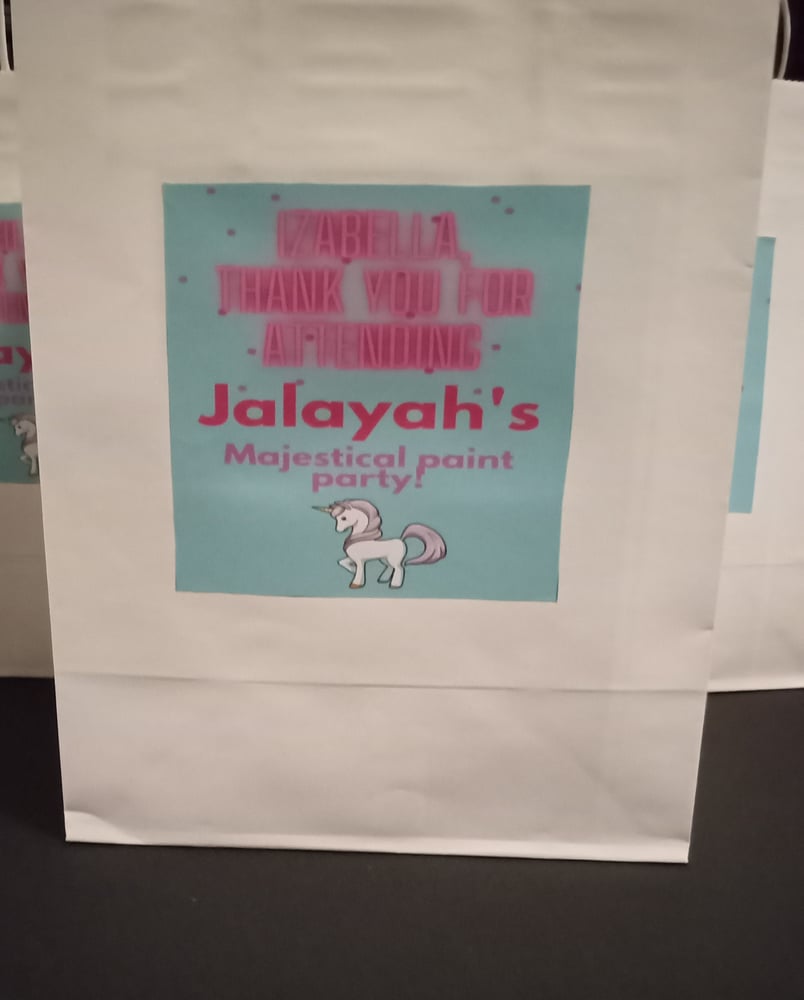 IZABELLA,
THANK YOU FOR
ATTENDING
Jalayah's
Majestical paint
party!